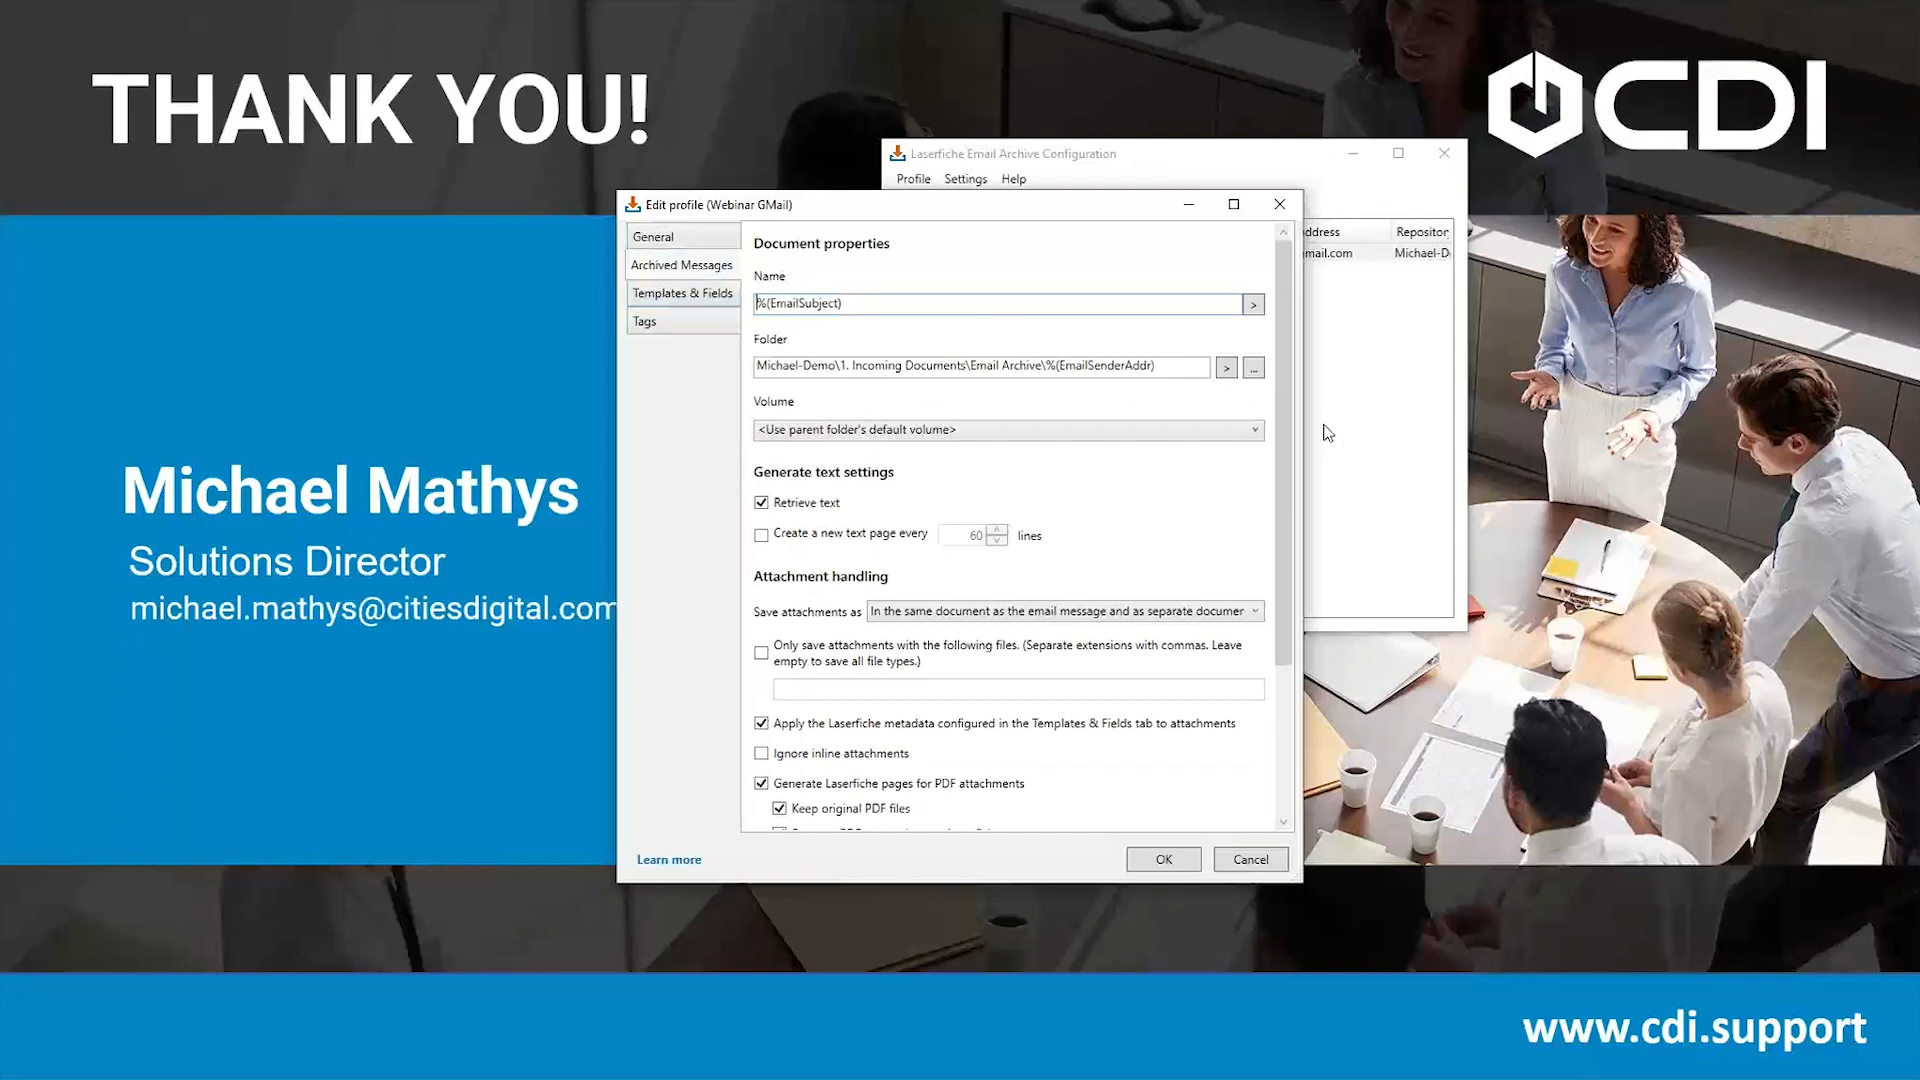 THANK YOU!
CDI
Michael Mathys
Solutions Director
michael.mathys@citiesdigital.com
Laserfiche Email Archive Configuration
Profile Settings Help
ddress Repositor
mail.com Michael-D
Edit profile (Webinar GMail)
General
Archived Messages
Templates & Fields
Tags
Document properties
Name
%(EmailSubject)
>
Folder
Michael-Demo\1. Incoming Documents\Email Archive\%(EmailSenderAddr)
> ...
Volume
<Use parent folder's default volume>
Generate text settings
Retrieve text
Create a new text page every 60 lines
Attachment handling
Save attachments as In the same document as the email message and as separate documer
Only save attachments with the following files. (Separate extensions with commas. Leave
empty to save all file types.)
Apply the Laserfiche metadata configured in the Templates & Fields tab to attachments
Ignore inline attachments
Generate Laserfiche pages for PDF attachments
Keep original PDF files
Learn more
OK Cancel
www.cdi.support